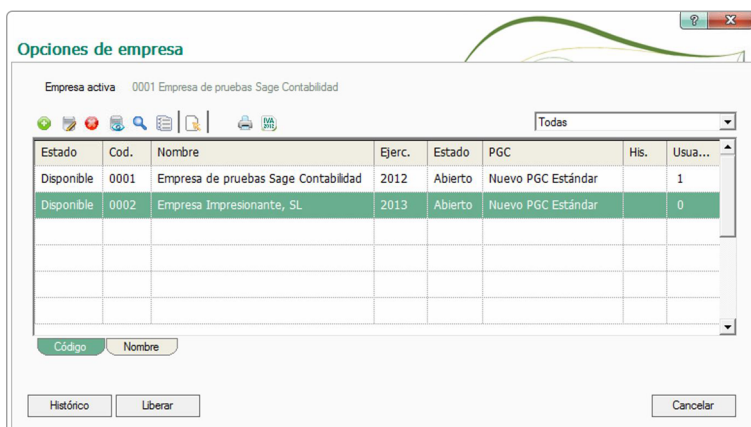 Opciones de empresa
Empresa activa 0001 Empresa de pruebas Sage Contabilidad
Todas
Estado Cod. Nombre Ejerc. Estado PGC His. Usua...
Disponible 0001 Empresa de pruebas Sage Contabilidad 2012 Abierto Nuevo PGC Estándar 1
Disponible 0002 Empresa Impresionante, SL 2013 Abierto Nuevo PGC Estándar 0
Código Nombre
Histórico Liberar Cancelar